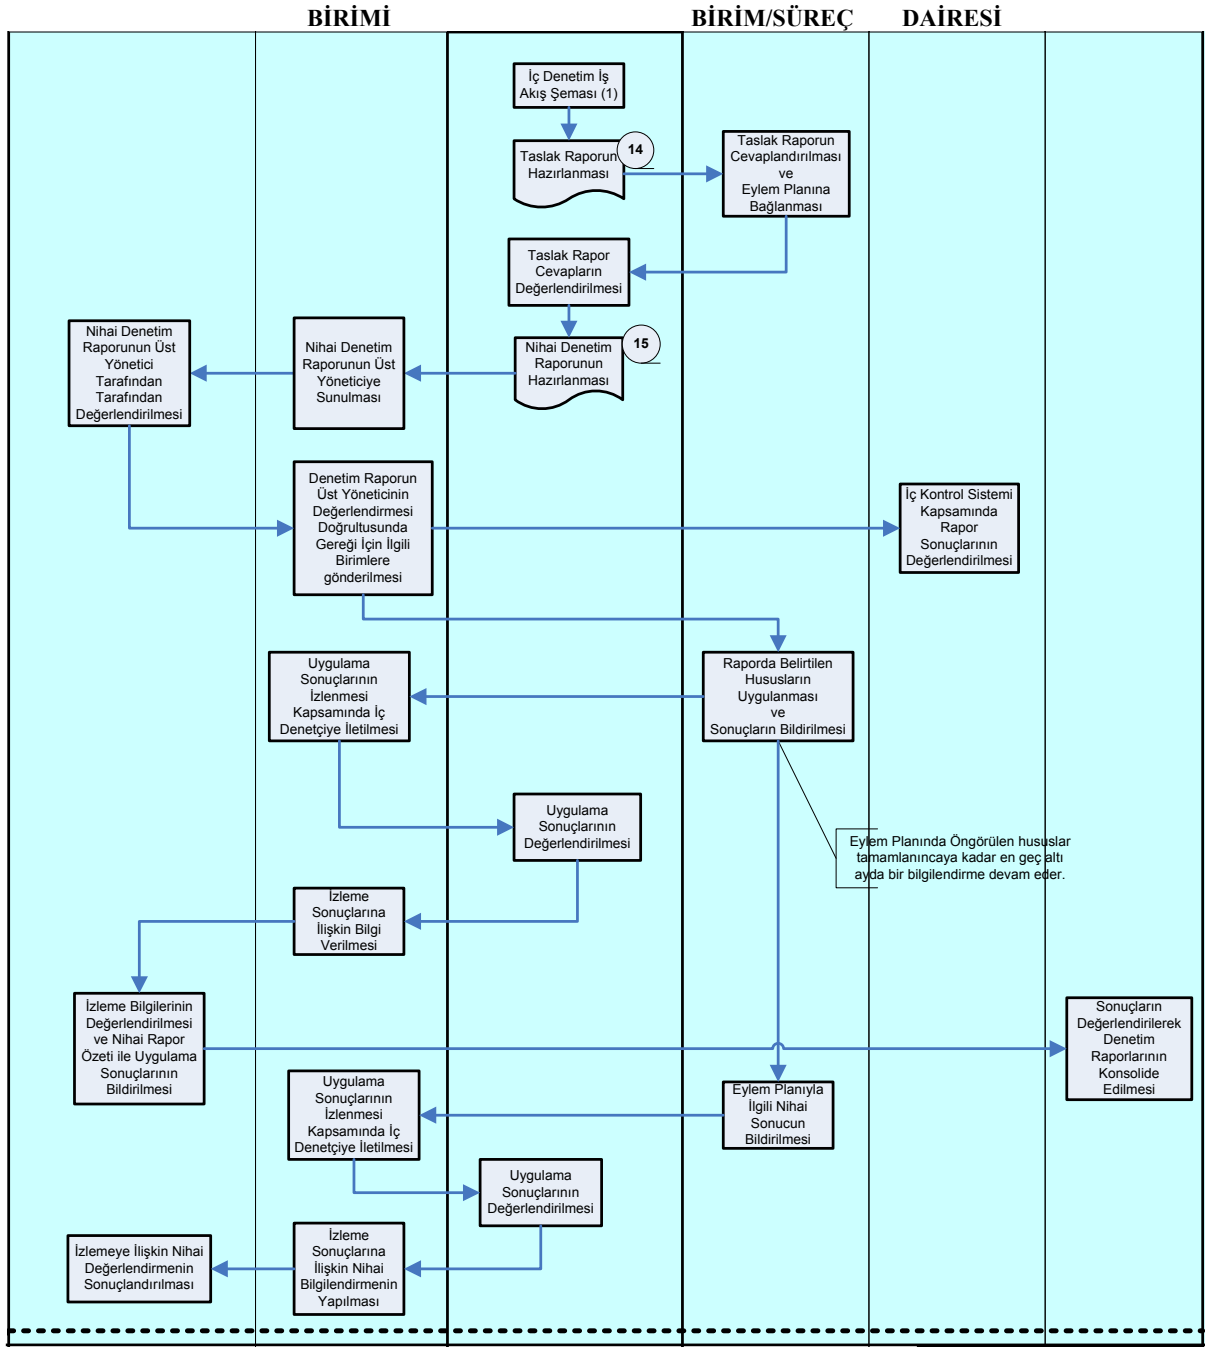 BİRİMİ
BİRİM/SÜREÇ
DAİRESİ
İç Denetim İş
Akış Şeması (1)
14
Taslak Raporun
Hazırlanması
Taslak Raporun
Cevaplandırılması
ve
Eylem Planına
Bağlanması
Taslak Rapor
Cevapların
Değerlendirilmesi
15
Nihai Denetim
Raporunun
Hazırlanması
Nihai Denetim
Raporunun Üst
Yöneticiye
Sunulması
Nihai Denetim
Raporunun Üst
Yönetici
Tarafından
Tarafından
Değerlendirilmesi
Denetim Raporun
Üst Yöneticinin
Değerlendirmesi
Doğrultusunda
Gereği İçin İlgili
Birimlere
gönderilmesi
İç Kontrol Sistemi
Kapsamında
Rapor
Sonuçlarının
Değerlendirilmesi
Raporda Belirtilen
Hususların
Uygulanması
ve
Sonuçların Bildirilmesi
Uygulama
Sonuçlarının
İzlenmesi
Kapsamında İç
Denetçiye İletilmesi
Uygulama
Sonuçlarının
Değerlendirilmesi
Eylem Planında Öngörülen hususlar
tamamlanıncaya kadar en geç altı
ayda bir bilgilendirme devam eder.
İzleme
Sonuçlarına
İlişkin Bilgi
Verilmesi
İzleme Bilgilerinin
Değerlendirilmesi
ve Nihai Rapor
Özeti ile Uygulama
Sonuçlarının
Bildirilmesi
Sonuçların
Değerlendirilerek
Denetim
Raporlarının
Konsolide
Edilmesi
Eylem Planıyla
İlgili Nihai
Sonucun
Bildirilmesi
Uygulama
Sonuçlarının
İzlenmesi
Kapsamında İç
Denetçiye İletilmesi
Uygulama
Sonuçlarının
Değerlendirilmesi
İzleme
Sonuçlarına
İlişkin Nihai
Bilgilendirmenin
Yapılması
İzlemeye İlişkin Nihai
Değerlendirmenin
Sonuçlandırılması